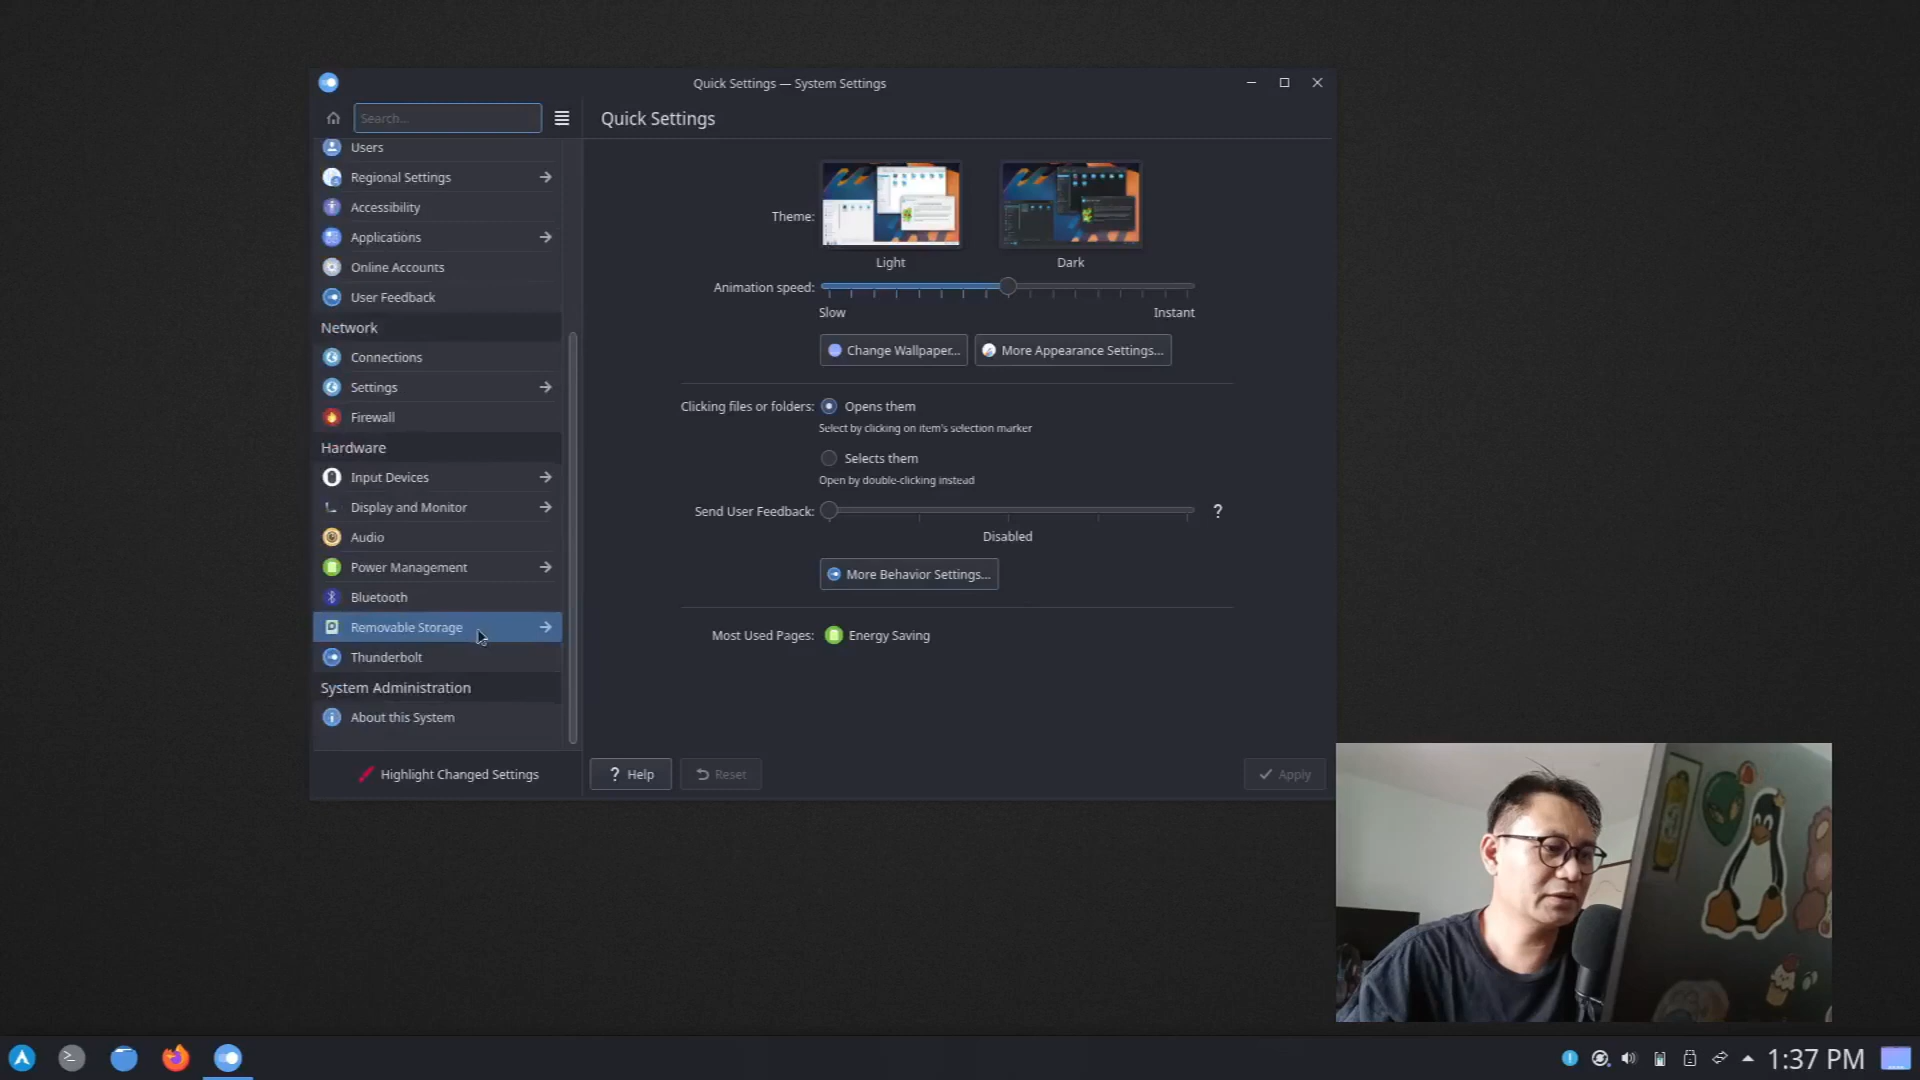 Quick Settings — System Settings
Search...
Quick Settings
Users
Regional Settings
Accessibility
Applications
Online Accounts
User Feedback
Network
Connections
Settings
Firewall
Hardware
Input Devices
Display and Monitor
Audio
Power Management
Bluetooth
Removable Storage
Thunderbolt
System Administration
About this System
Highlight Changed Settings
Theme:
Light
Dark
Animation speed:
Slow
Instant
Change Wallpaper...
More Appearance Settings...
Clicking files or folders:
Opens them
Select by clicking on item's selection marker
Selects them
Open by double-clicking instead
Send User Feedback:
?
Disabled
More Behavior Settings...
Most Used Pages:
Energy Saving
? Help
Reset
Apply
1:37 PM